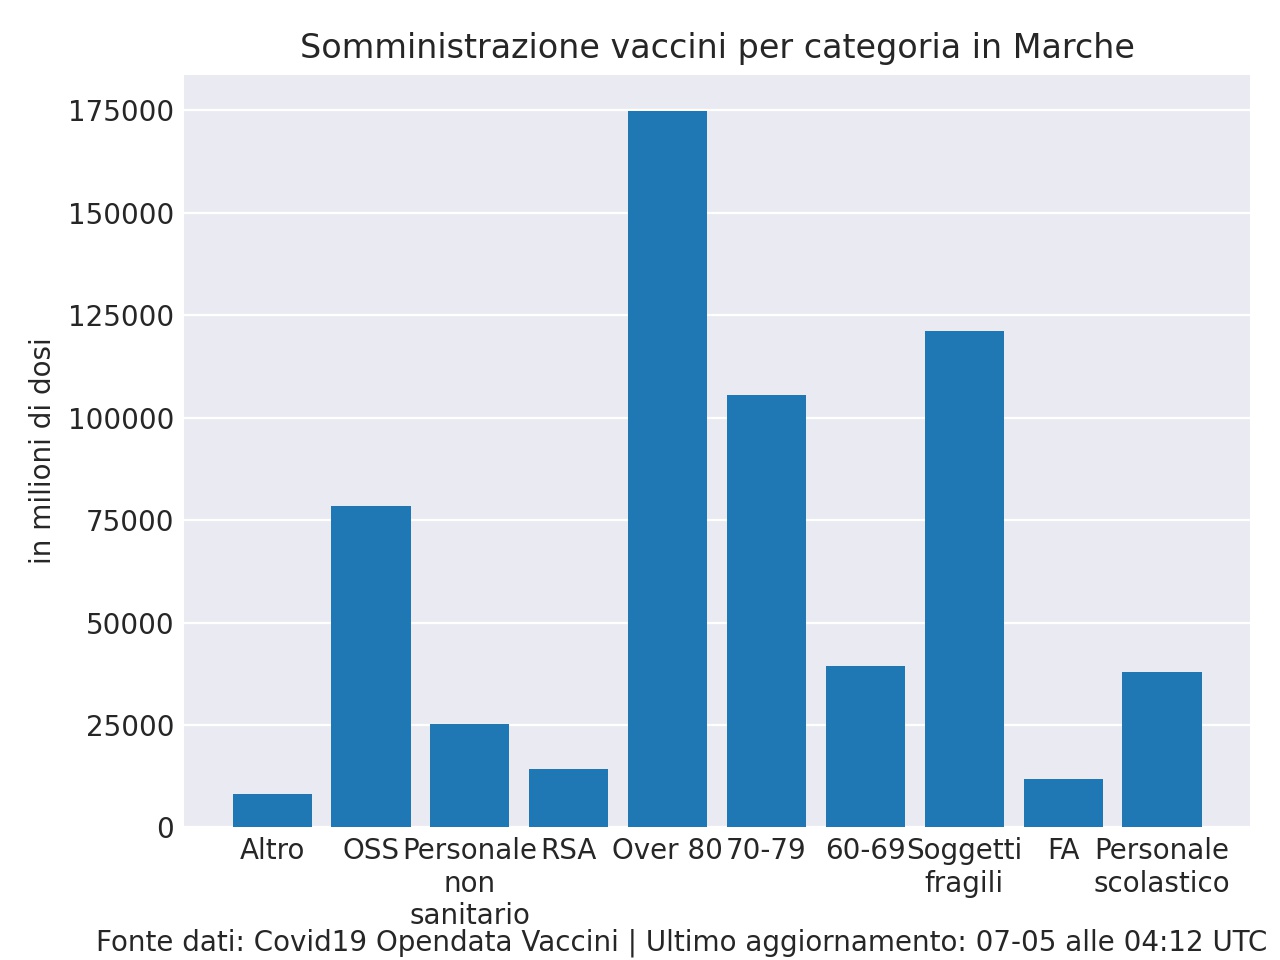 Somministrazione vaccini per categoria in Marche
175000
150000
125000
100000
75000
50000
25000
0
in milioni di dosi
Altro
OSS
Personale
non
sanitario
RSA
Over 80
70-79
60-69
Soggetti
fragili
FA
Personale
scolastico
Fonte dati: Covid19 Opendata Vaccini | Ultimo aggiornamento: 07-05 alle 04:12 UTC